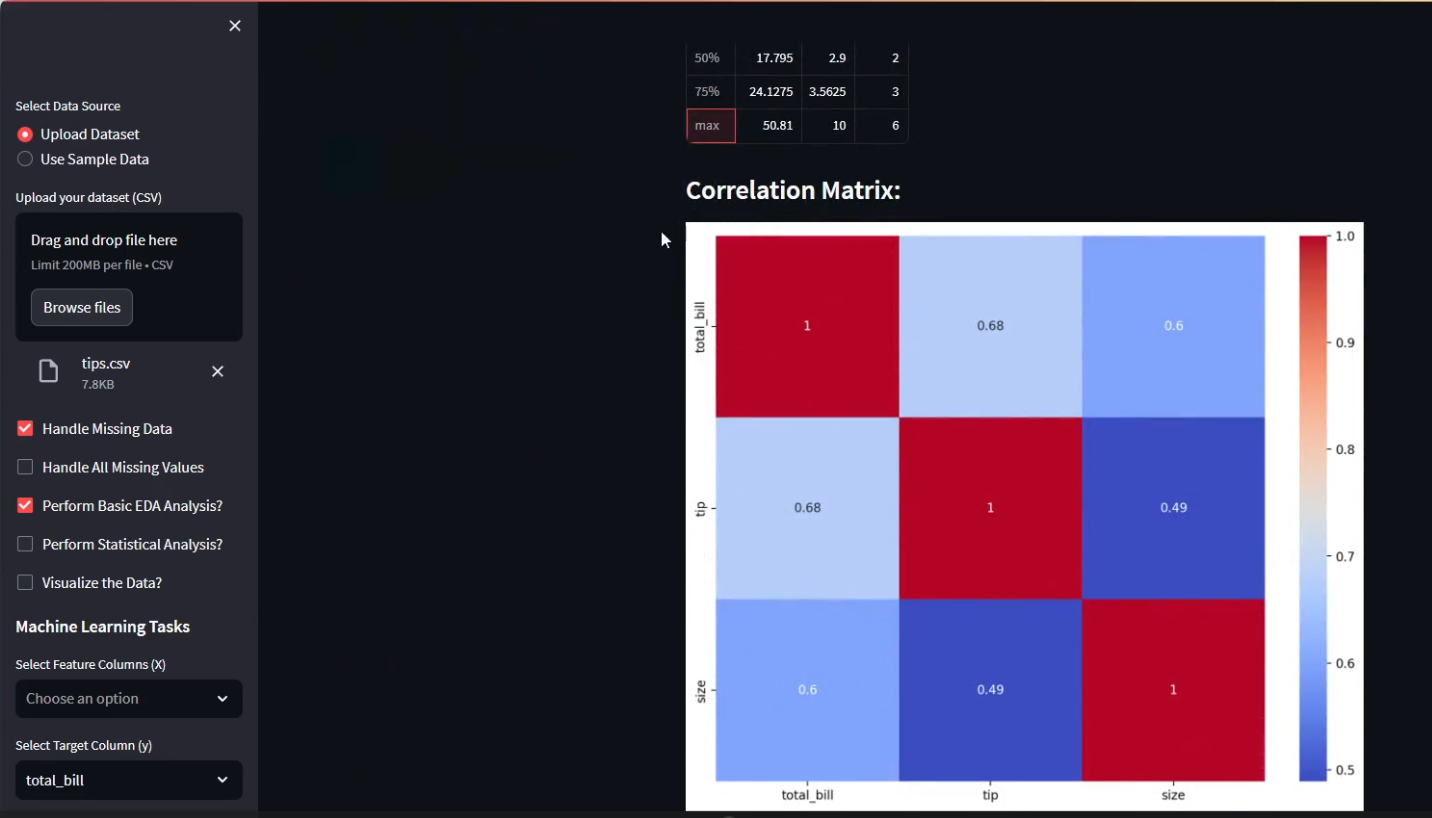 Select Data Source
Upload Dataset
Use Sample Data
Upload your dataset (CSV)
Drag and drop file here
Limit 200MB per file • CSV
Browse files
tips.csv
7.8KB
Handle Missing Data
Handle All Missing Values
Perform Basic EDA Analysis?
Perform Statistical Analysis?
Visualize the Data?
Machine Learning Tasks
Select Feature Columns (X)
Choose an option
Select Target Column (y)
total_bill
50% 17.795 2.9 2
75% 24.1275 3.5625 3
max 50.81 10 6
Correlation Matrix:
total_bill 1 0.68 0.6
tip 0.68 1 0.49
size 0.6 0.49 1
total_bill tip size
1.0
0.9
0.8
0.7
0.6
0.5